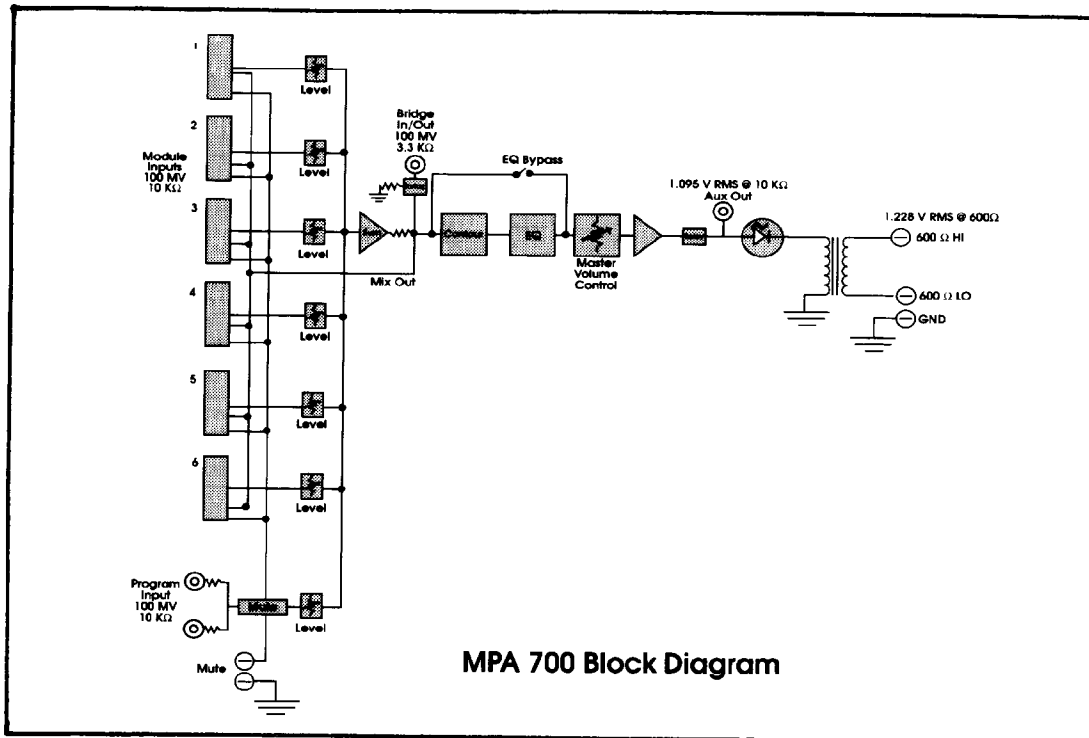 1
Level
2
Module
Inputs
100 MV
10 KΩ
Level
3
Level
4
Level
5
Level
6
Level
Program
Input
100 MV
10 KΩ
Mute
Level
Mute
Bridge
In/Out
100 MV
3.3 KΩ
Sum
Mix Out
EQ Bypass
Contour
EQ
Master
Volume
Control
1.095 V RMS @ 10 KΩ
Aux Out
1.228 V RMS @ 600Ω
600 Ω HI
600 Ω LO
GND
MPA 700 Block Diagram